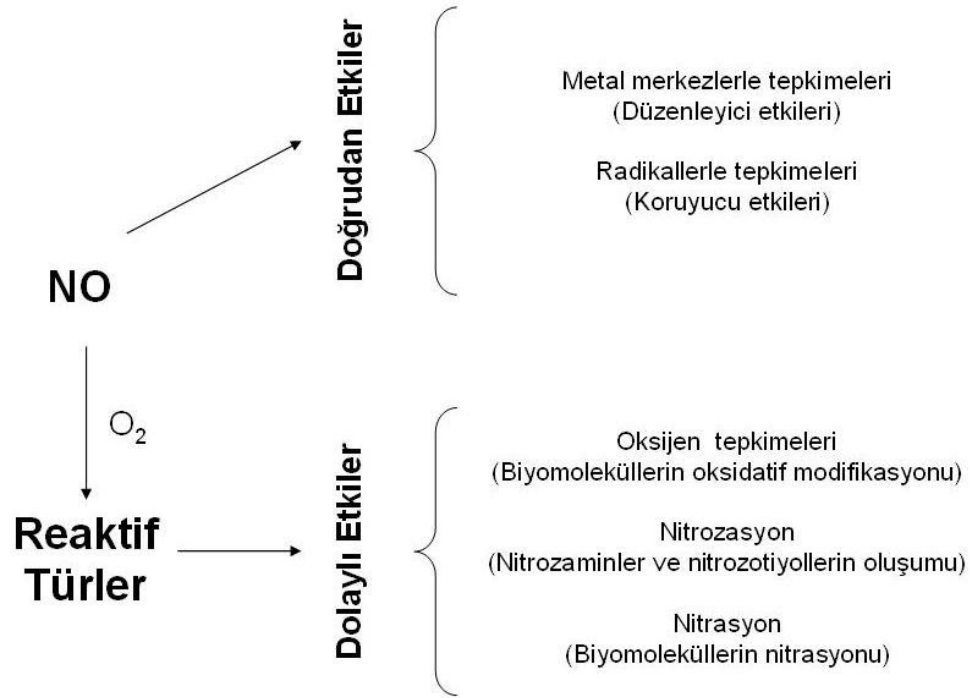 Doğrudan Etkiler
Metal merkezlerle tepkimeleri
(Düzenleyici etkileri)
Radikallerle tepkimeleri
(Koruyucu etkileri)
NO
O2
Reaktif
Türler
Dolaylı Etkiler
Oksijen tepkimeleri
(Biyomoleküllerin oksidatif modifikasyonu)
Nitrozasyon
(Nitrozaminler ve nitrozotiyollerin oluşumu)
Nitrasyon
(Biyomoleküllerin nitrasyonu)